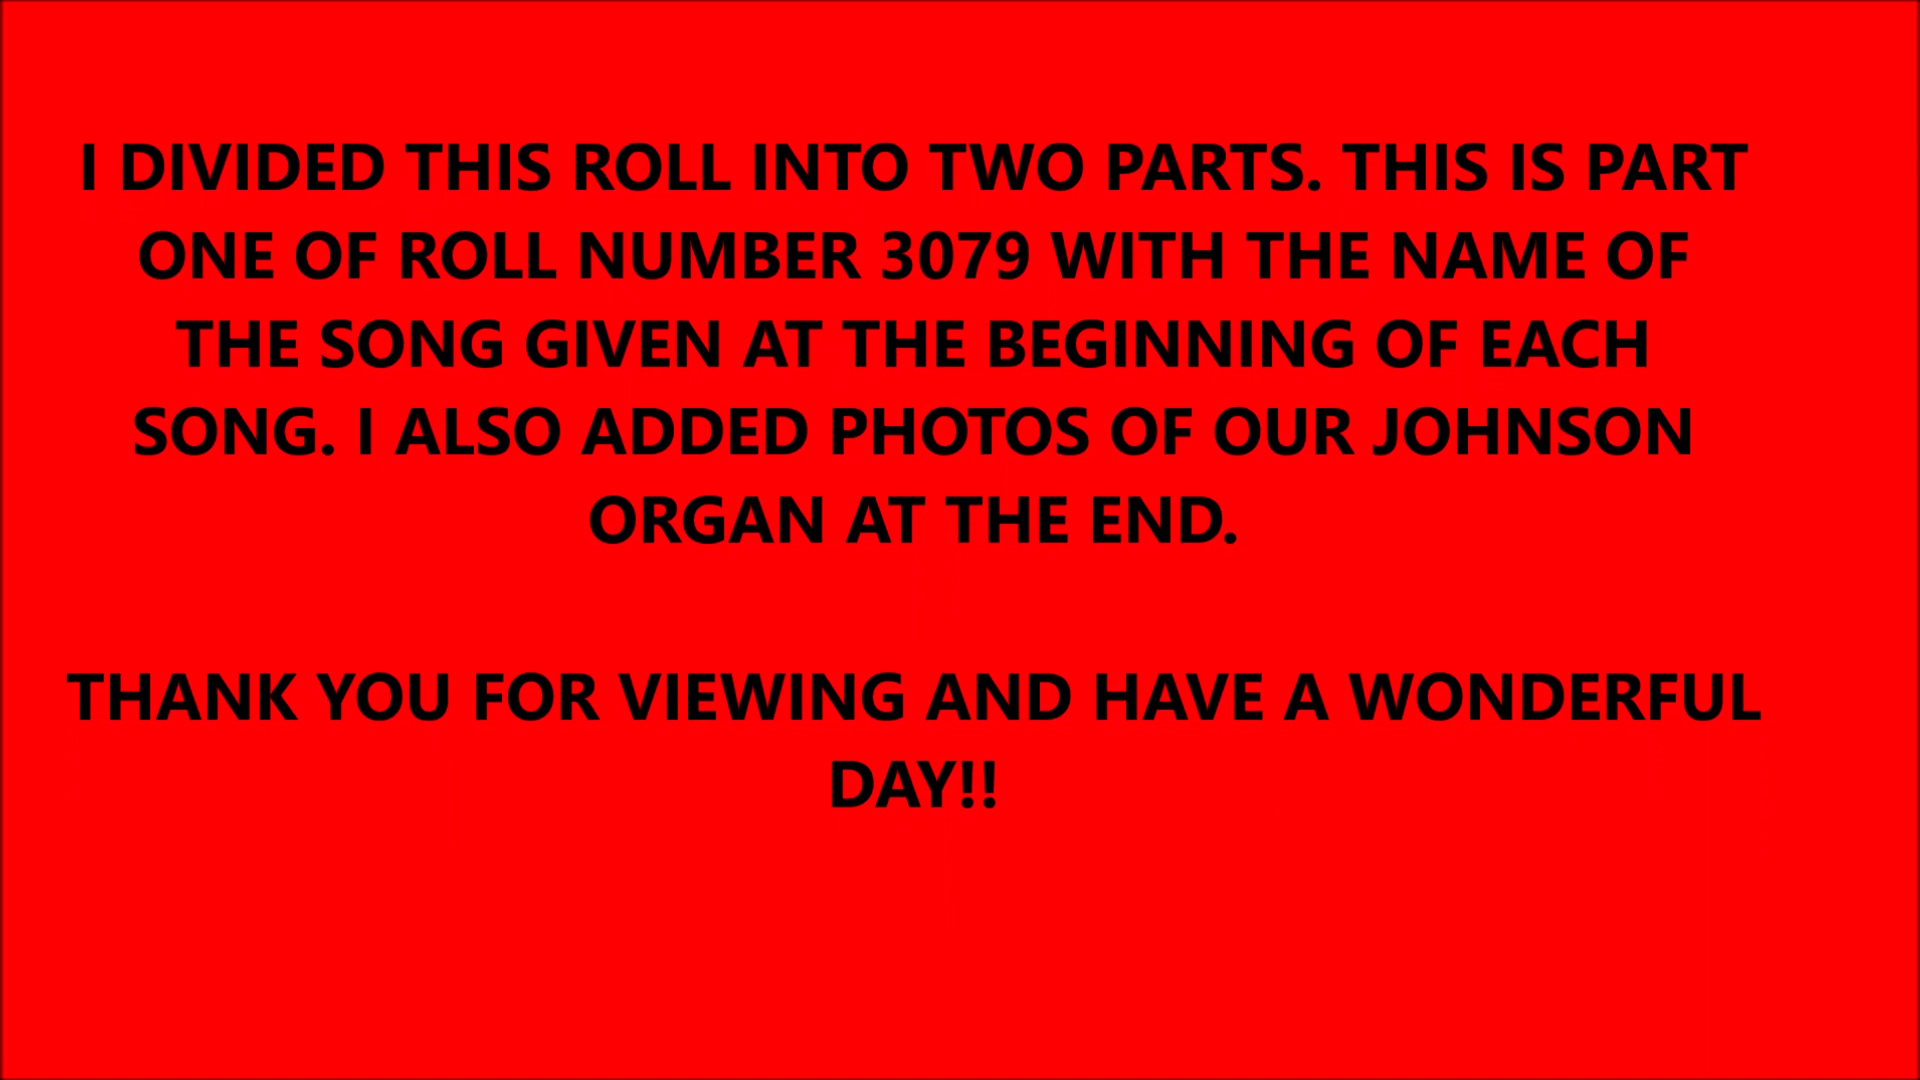 I DIVIDED THIS ROLL INTO TWO PARTS. THIS IS PART
ONE OF ROLL NUMBER 3079 WITH THE NAME OF
THE SONG GIVEN AT THE BEGINNING OF EACH
SONG. I ALSO ADDED PHOTOS OF OUR JOHNSON
ORGAN AT THE END.
THANK YOU FOR VIEWING AND HAVE A WONDERFUL
DAY!!